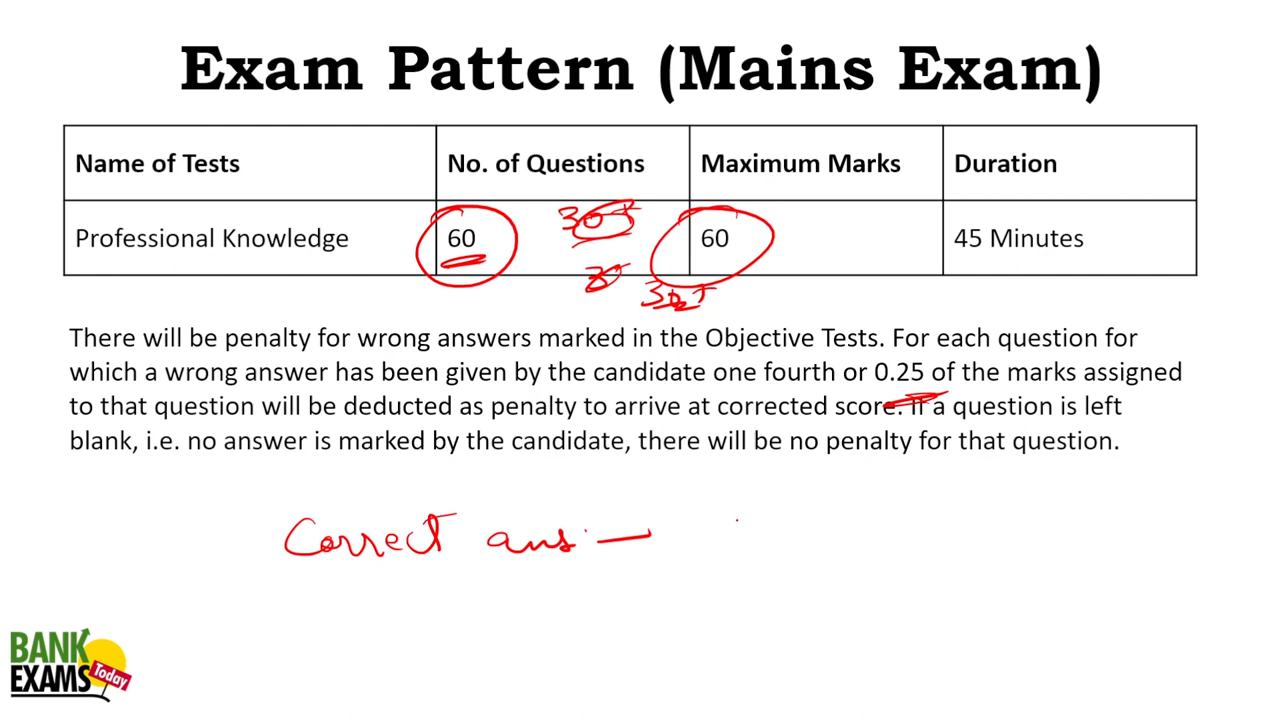 Exam Pattern (Mains Exam)
Name of Tests No. of Questions Maximum Marks Duration
Professional Knowledge 60 60 45 Minutes
30+
30+
There will be penalty for wrong answers marked in the Objective Tests. For each question for
which a wrong answer has been given by the candidate one fourth or 0.25 of the marks assigned
to that question will be deducted as penalty to arrive at corrected score. If a question is left
blank, i.e. no answer is marked by the candidate, there will be no penalty for that question.
Correct ans: —
BANK
EXAMS
Today